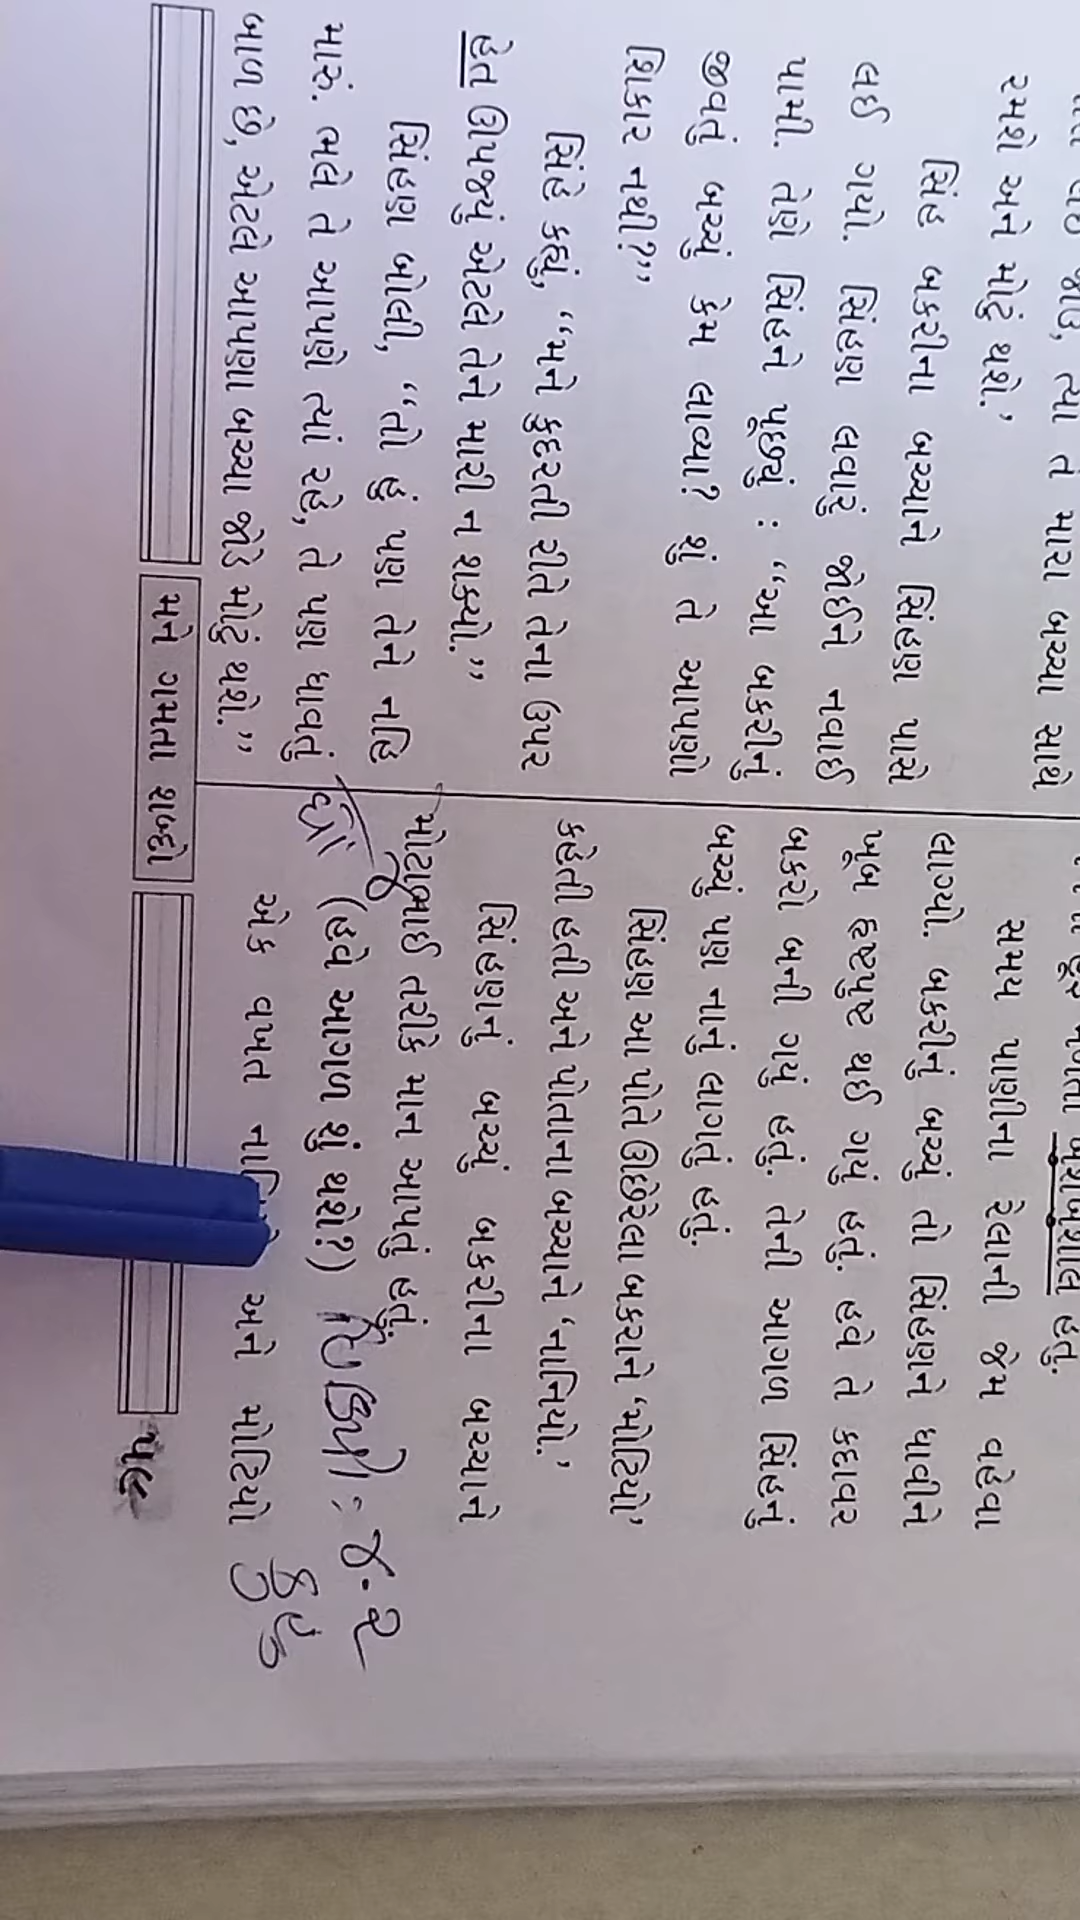 જાઉં, ત્યાં તે મારા બચ્ચા સાથે
રમશે અને મોટું થશે.'
સિંહ બકરીના બચ્ચાને સિંહણ પાસે
લઈ ગયો. સિંહણ લવારું જોઈને નવાઈ
પામી. તેણે સિંહને પૂછ્યું : “આ બકરીનું
જીવતું બચ્ચું કેમ લાવ્યા? શું તે આપણો
શિકાર નથી?”
સિંહે કહ્યું, “મને કુદરતી રીતે તેના ઉપર
હેત ઊપજ્યું એટલે તેને મારી ન શક્યો.”
સિંહણ બોલી, “તો હું પણ તેને નહિ
મારું. ભલે તે આપણે ત્યાં રહે, તે પણ ધાવતું
બાળ છે, એટલે આપણા બચ્ચા જોડે મોટું થશે.”
હતું.
સમય પાણીના રેલાની જેમ વહેવા
લાગ્યો. બકરીનું બચ્ચું તો સિંહણને ધાવીને
ખૂબ હૃષ્ટપુષ્ટ થઈ ગયું હતું. હવે તે કદાવર
બકરો બની ગયું હતું. તેની આગળ સિંહનું
બચ્ચું પણ નાનું લાગતું હતું.
સિંહણ આ પોતે ઊછરેલા બકરાને ‘મોટિયો’
કહેતી હતી અને પોતાના બચ્ચાને ‘નાનિયો.’
સિંહણનું બચ્ચું બકરીના બચ્ચાને
મોટાભાઈ તરીકે માન આપતું હતું.
(હવે આગળ શું થશે?)
એક વખત અને મોટિયો
મને ગમતા શબ્દો